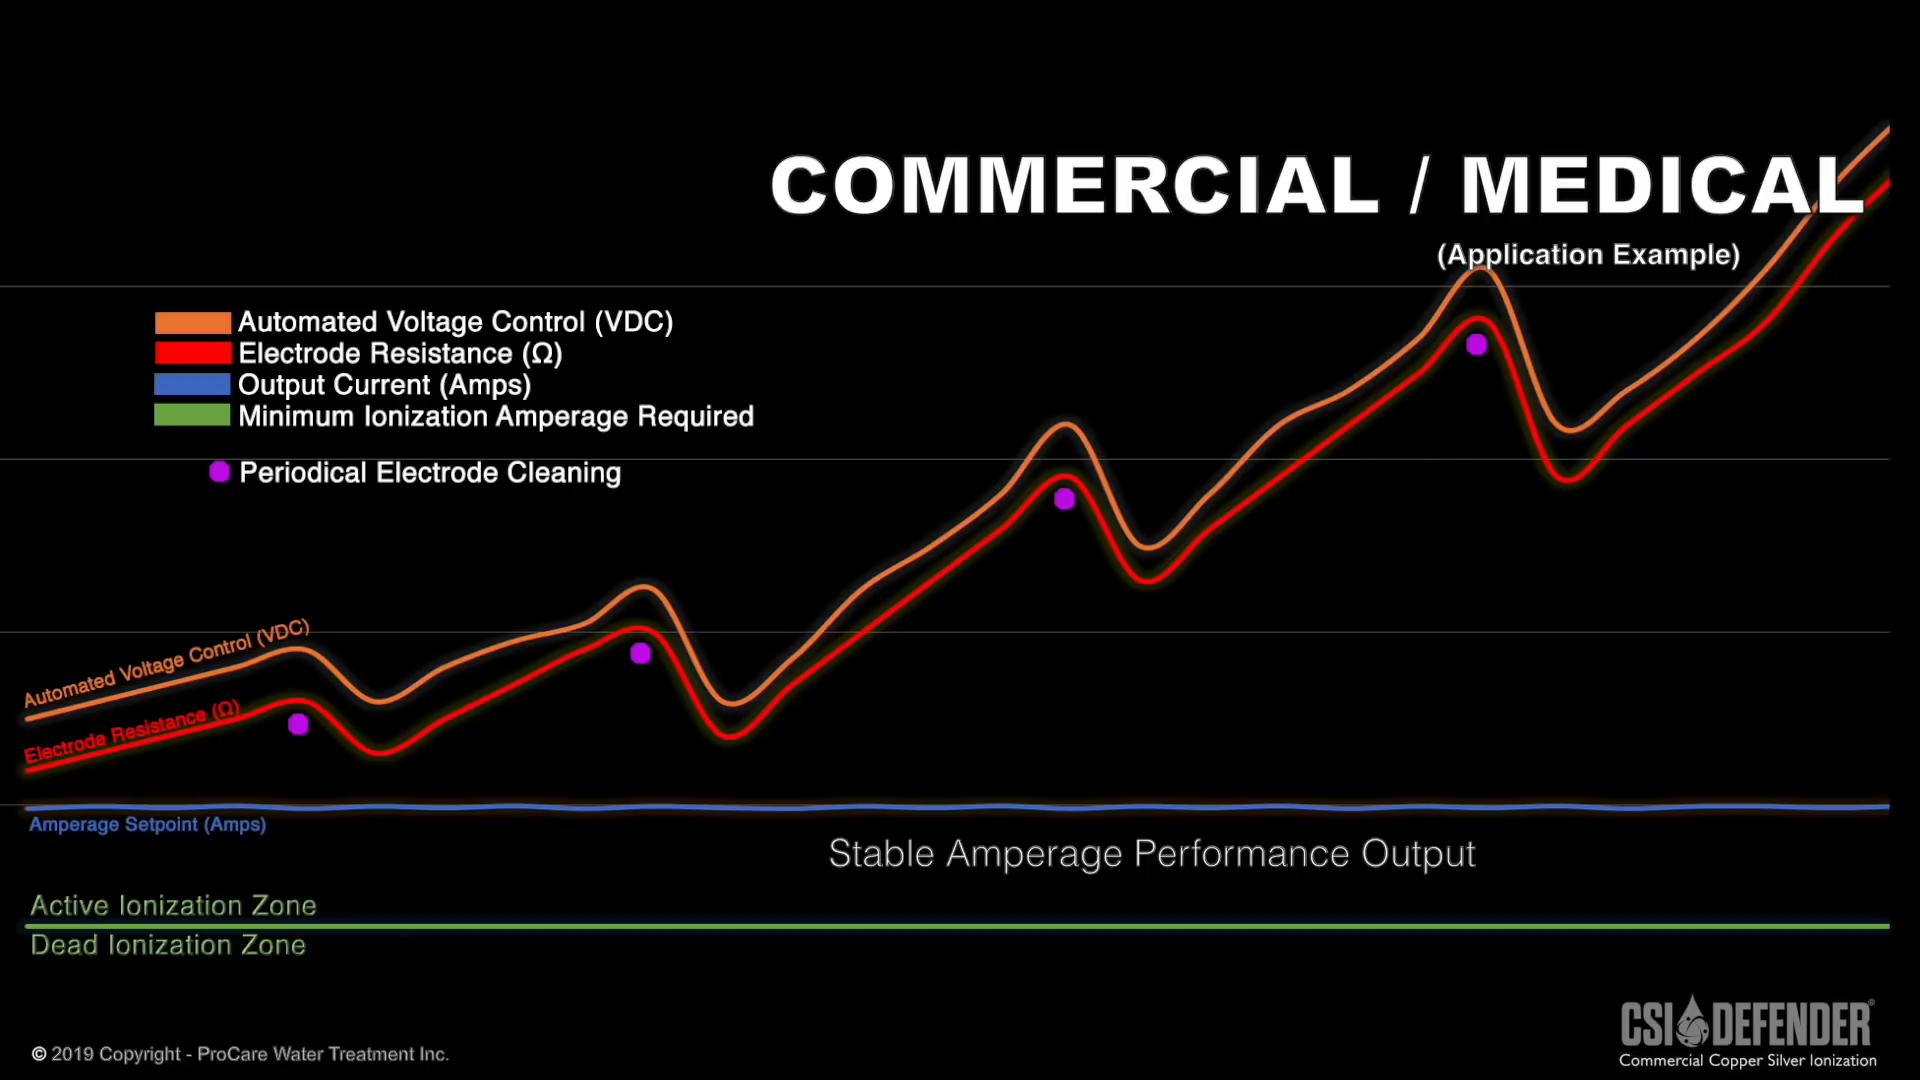 COMMERCIAL / MEDICAL
(Application Example)
Automated Voltage Control (VDC)
Electrode Resistance (Ω)
Output Current (Amps)
Minimum Ionization Amperage Required
Periodical Electrode Cleaning
Automated Voltage Control (VDC)
Electrode Resistance (Ω)
Amperage Setpoint (Amps)
Stable Amperage Performance Output
Active Ionization Zone
Dead Ionization Zone
CSI DEFENDER®
Commercial Copper Silver Ionization
© 2019 Copyright - ProCare Water Treatment Inc.